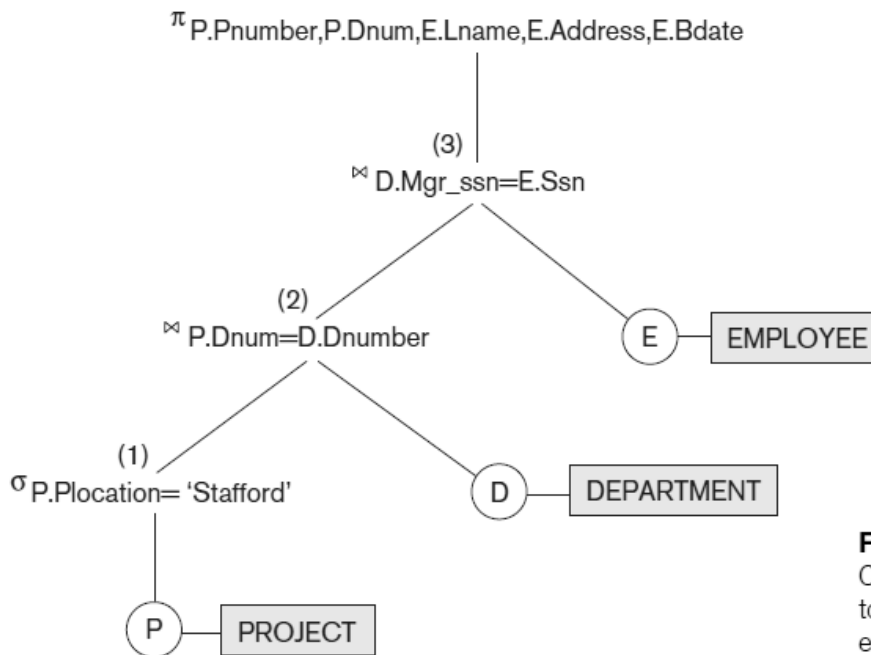 π P.Pnumber,P.Dnum,E.Lname,E.Address,E.Bdate
(3)
⋈ D.Mgr_ssn=E.Ssn
(2)
⋈ P.Dnum=D.Dnumber
E
EMPLOYEE
(1)
σ P.Plocation= ‘Stafford’
D
DEPARTMENT
P
PROJECT